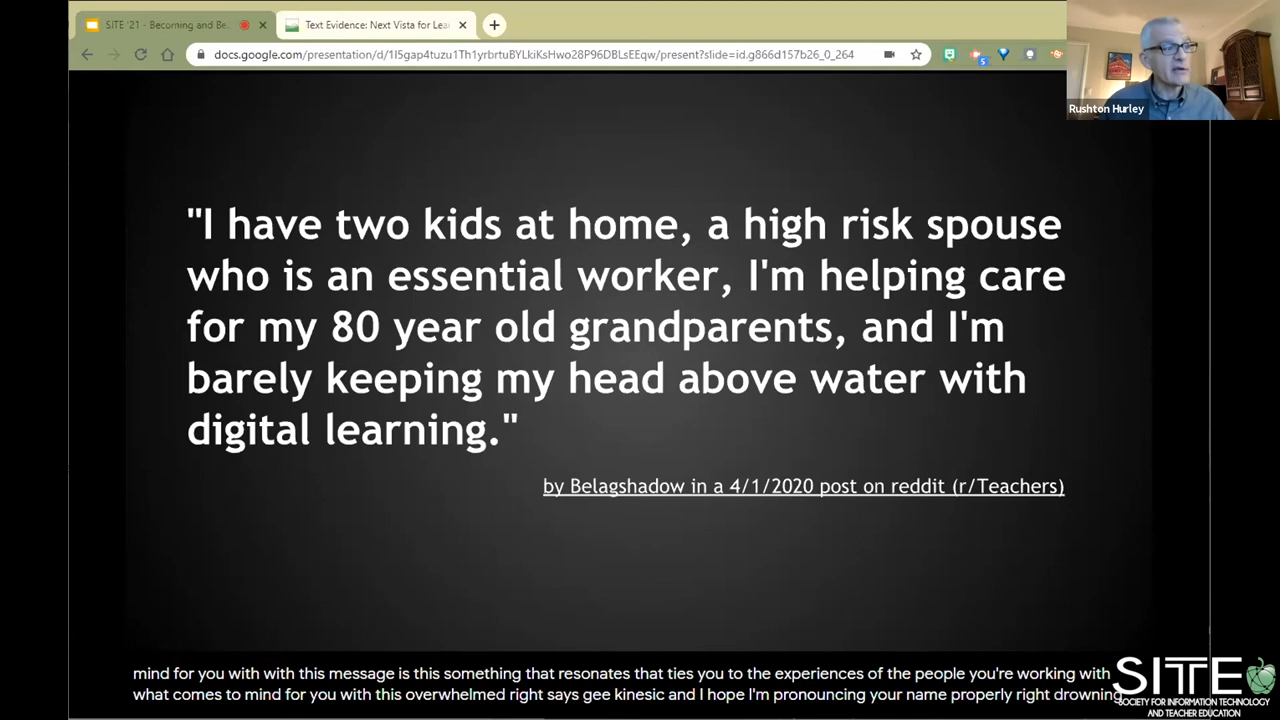 SITE '21 - Becoming and Be
Text Evidence: Next Vista for Lea
docs.google.com/presentation/d/1I5gap4tuzu1Th1yrbrtuBYLkiKsHwo28P96DBLsEEqw/present?slide=id.g866d157b26_0_264
5
Rushton Hurley
"I have two kids at home, a high risk spouse
who is an essential worker, I'm helping care
for my 80 year old grandparents, and I'm
barely keeping my head above water with
digital learning."
by Belagshadow in a 4/1/2020 post on reddit (r/Teachers)
mind for you with with this message is this something that resonates that ties you to the experiences of the people you're working with
what comes to mind for you with this overwhelmed right says gee kinesic and I hope I'm pronouncing your name properly right drowning
SITE
SOCIETY FOR INFORMATION TECHNOLOGY
AND TEACHER EDUCATION